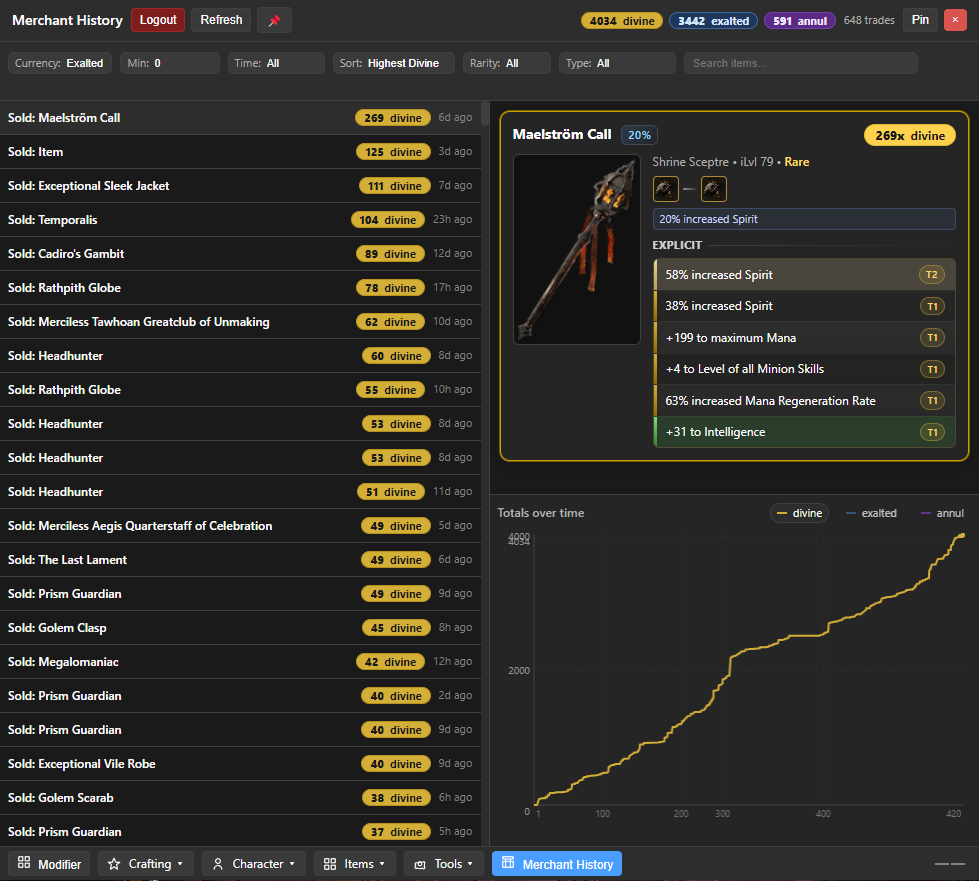 Merchant History Logout Refresh 4034 divine 3442 exalted 591 annul 648 trades Pin ×
Currency: Exalted Min: 0 Time: All Sort: Highest Divine Rarity: All Type: All Search items...
Sold: Maelström Call 269 divine 6d ago
Sold: Item 125 divine 3d ago
Sold: Exceptional Sleek Jacket 111 divine 7d ago
Sold: Temporalis 104 divine 23h ago
Sold: Cadiro's Gambit 89 divine 12d ago
Sold: Rathpith Globe 78 divine 17h ago
Sold: Merciless Tawhoan Greatclub of Unmaking 62 divine 10d ago
Sold: Headhunter 60 divine 8d ago
Sold: Rathpith Globe 55 divine 10h ago
Sold: Headhunter 53 divine 8d ago
Sold: Headhunter 53 divine 8d ago
Sold: Headhunter 51 divine 11d ago
Sold: Merciless Aegis Quarterstaff of Celebration 49 divine 5d ago
Sold: The Last Lament 49 divine 6d ago
Sold: Prism Guardian 49 divine 9d ago
Sold: Golem Clasp 45 divine 8h ago
Sold: Megalomaniac 42 divine 12h ago
Sold: Prism Guardian 40 divine 2d ago
Sold: Prism Guardian 40 divine 9d ago
Sold: Exceptional Vile Robe 40 divine 9d ago
Sold: Golem Scarab 38 divine 6h ago
Sold: Prism Guardian 37 divine 5h ago
Maelström Call 20% 269x divine
Shrine Sceptre • iLvl 79 • Rare
20% increased Spirit
EXPLICIT
58% increased Spirit T2
38% increased Spirit T1
+199 to maximum Mana T1
+4 to Level of all Minion Skills T1
63% increased Mana Regeneration Rate T1
+31 to Intelligence T1
Totals over time divine exalted annul
4000
4034
2000
0 1 100 200 300 400 420
Modifier Crafting Character Items Tools Merchant History